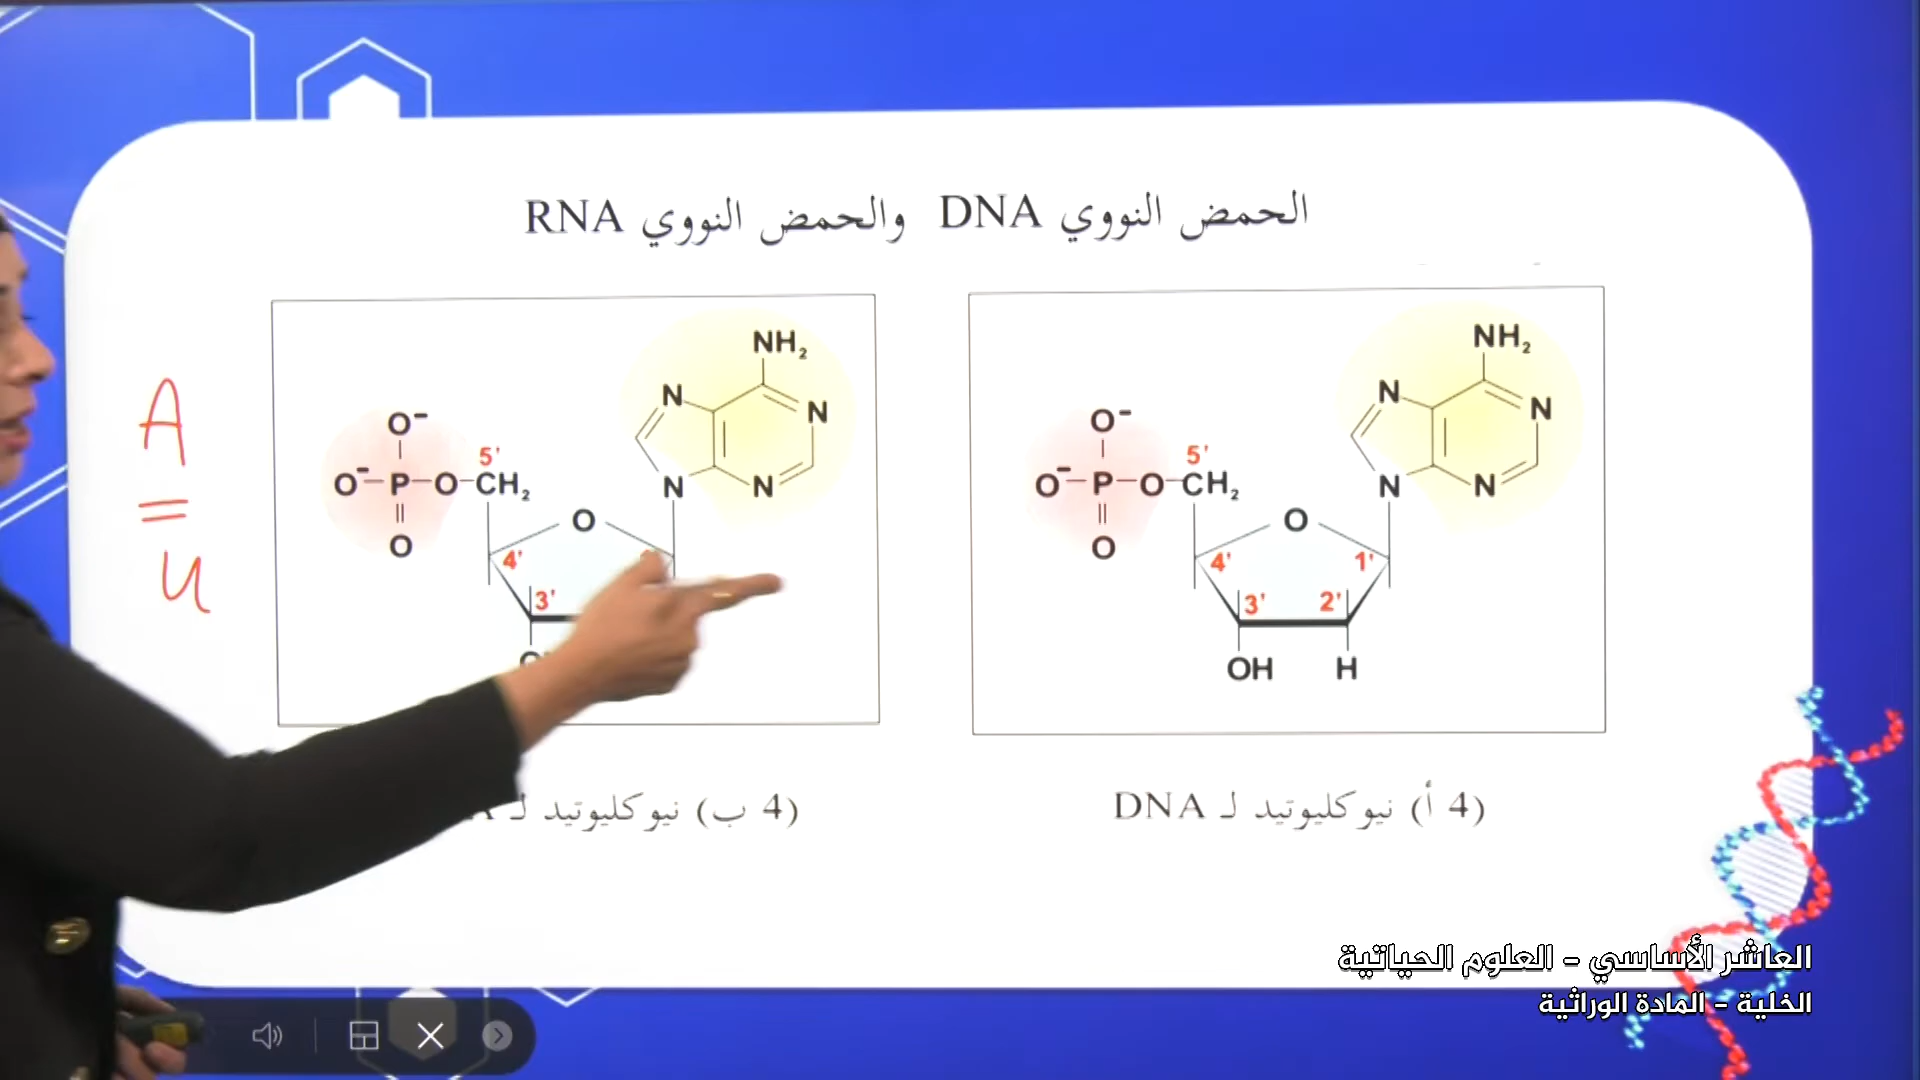 الحمض النووي DNA والحمض النووي RNA
NH₂
N
N
N
N
O⁻
O⁻ P O CH₂
5'
O
O
4'
1'
3'
2'
OH
H
(4 أ) نيوكليوتيد لـ DNA
NH₂
N
N
N
N
O⁻
O⁻ P O CH₂
5'
O
O
4'
3'
(4 ب) نيوكليوتيد لـ
A
=
U
العاشر الأساسي - العلوم الحياتية
الخلية - المادة الوراثية